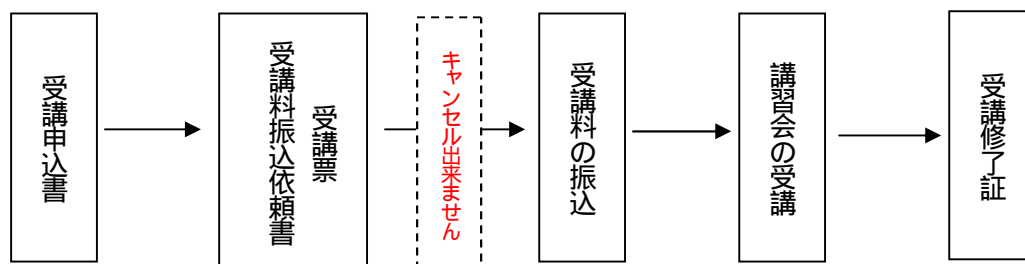 受講申込書
受講票
受講料振込依頼書
キャンセル出来ません
受講料の振込
講習会の受講
受講修了証